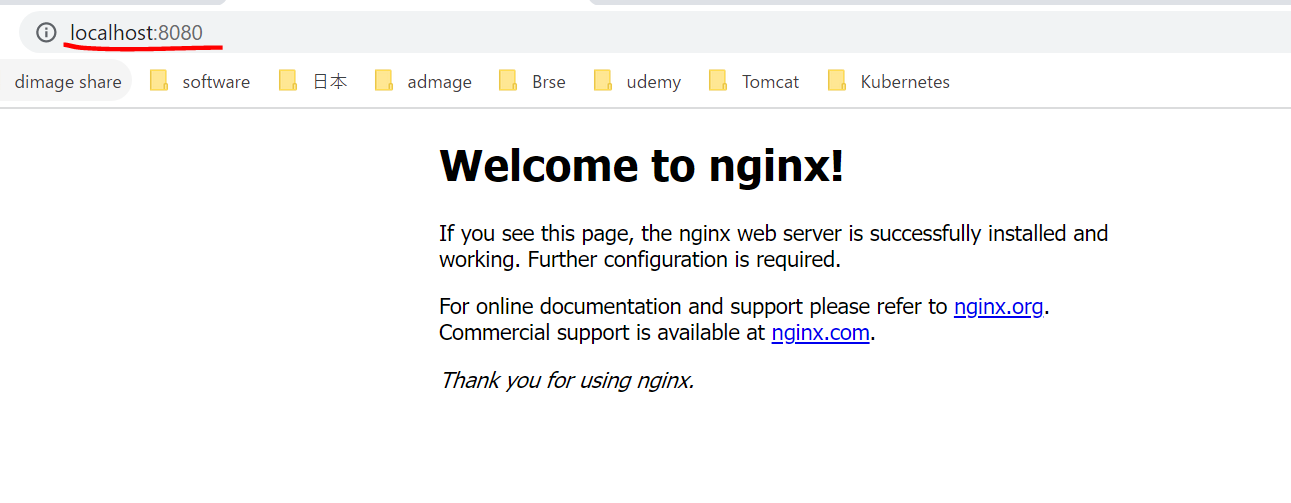 localhost:8080
dimage share software 日本 admage Brse udemy Tomcat Kubernetes
Welcome to nginx!
If you see this page, the nginx web server is successfully installed and
working. Further configuration is required.
For online documentation and support please refer to nginx.org.
Commercial support is available at nginx.com.
Thank you for using nginx.